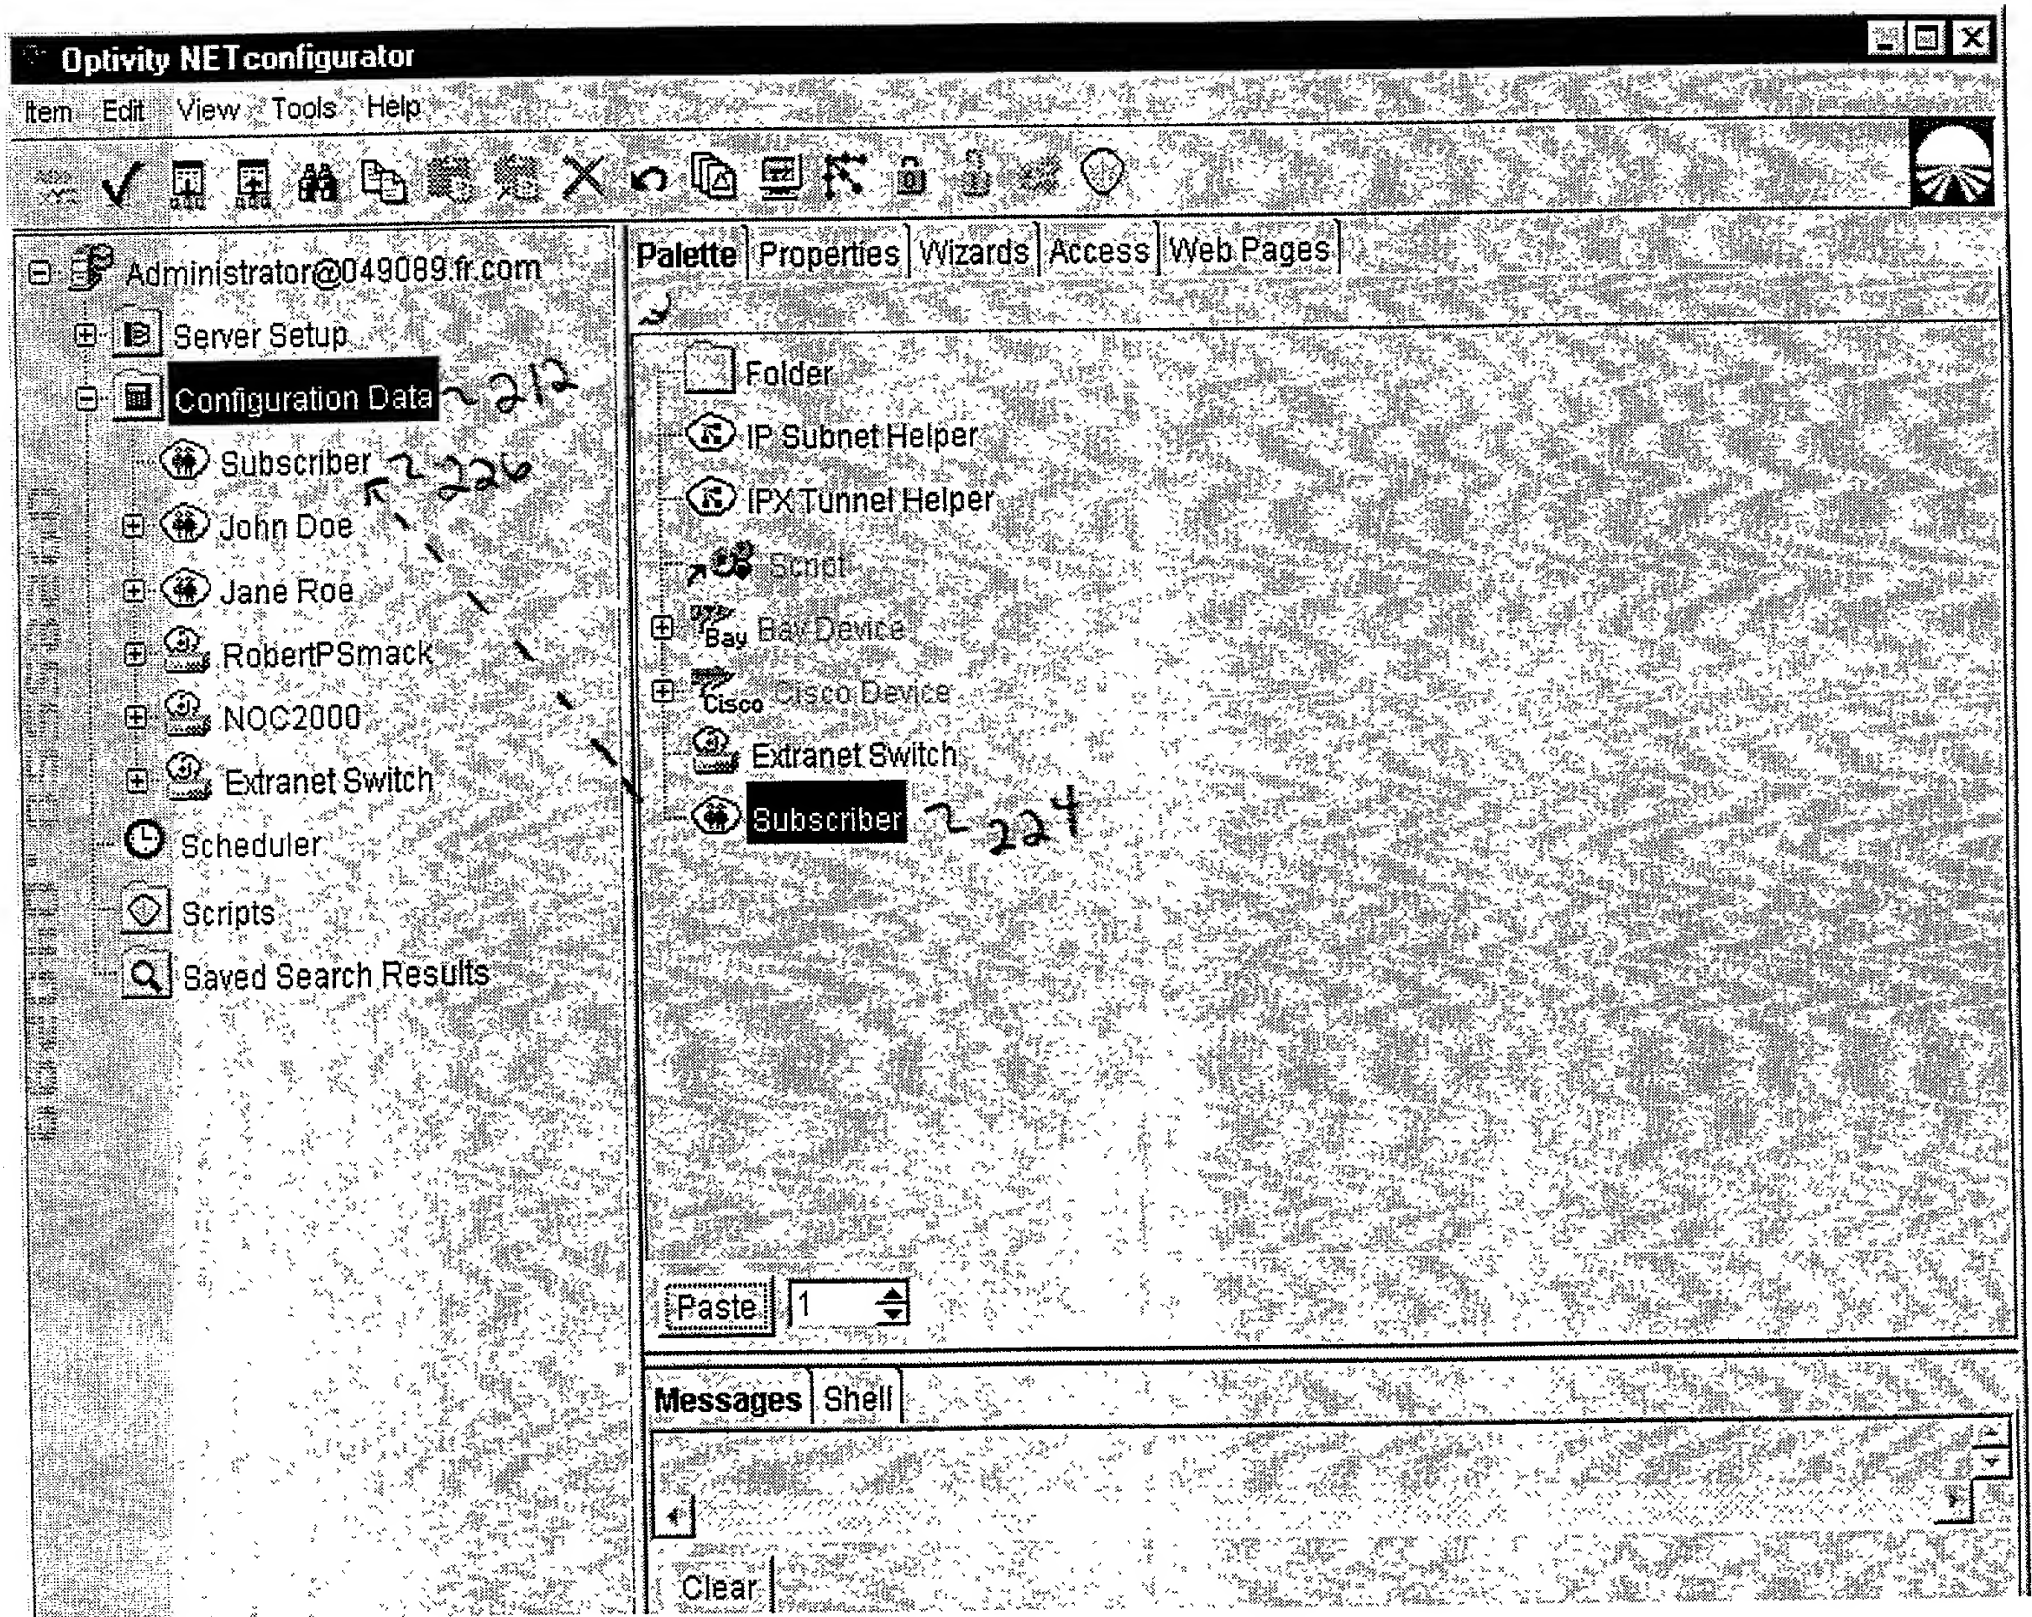 Optivity NETconfigurator
Item Edit View Tools Help
Palette Properties Wizards Access Web Pages
Administrator@049089.fr.com
Server Setup
Configuration Data ~ 212
Subscriber ~ 226
John Doe
Jane Roe
RobertPSmack
NOC2000
Extranet Switch
Scheduler
Scripts
Saved Search Results
Folder
IP Subnet Helper
IPX Tunnel Helper
Script
Bay Bay Device
Cisco Cisco Device
Extranet Switch
Subscriber ~ 224
Paste 1
Messages Shell
Clear